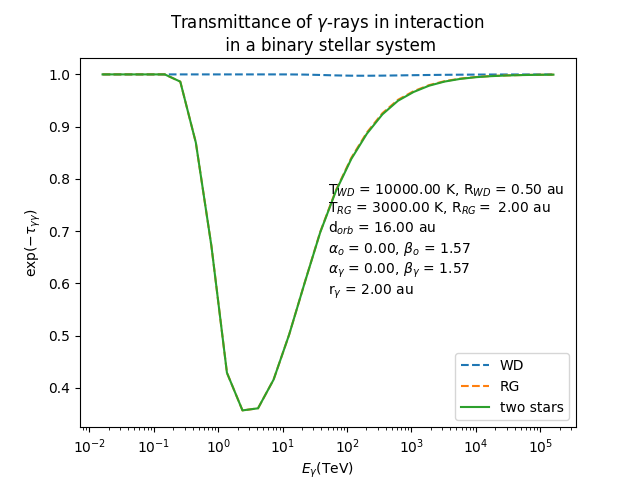 Transmittance of γ-rays in interaction
in a binary stellar system
exp(−τγγ)
1.0
0.9
0.8
0.7
0.6
0.5
0.4
T_WD = 10000.00 K, R_WD = 0.50 au
T_RG = 3000.00 K, R_RG = 2.00 au
d_orb = 16.00 au
α_o = 0.00, β_o = 1.57
α_γ = 0.00, β_γ = 1.57
r_γ = 2.00 au
WD
RG
two stars
10⁻² 10⁻¹ 10⁰ 10¹ 10² 10³ 10⁴ 10⁵
E_γ(TeV)